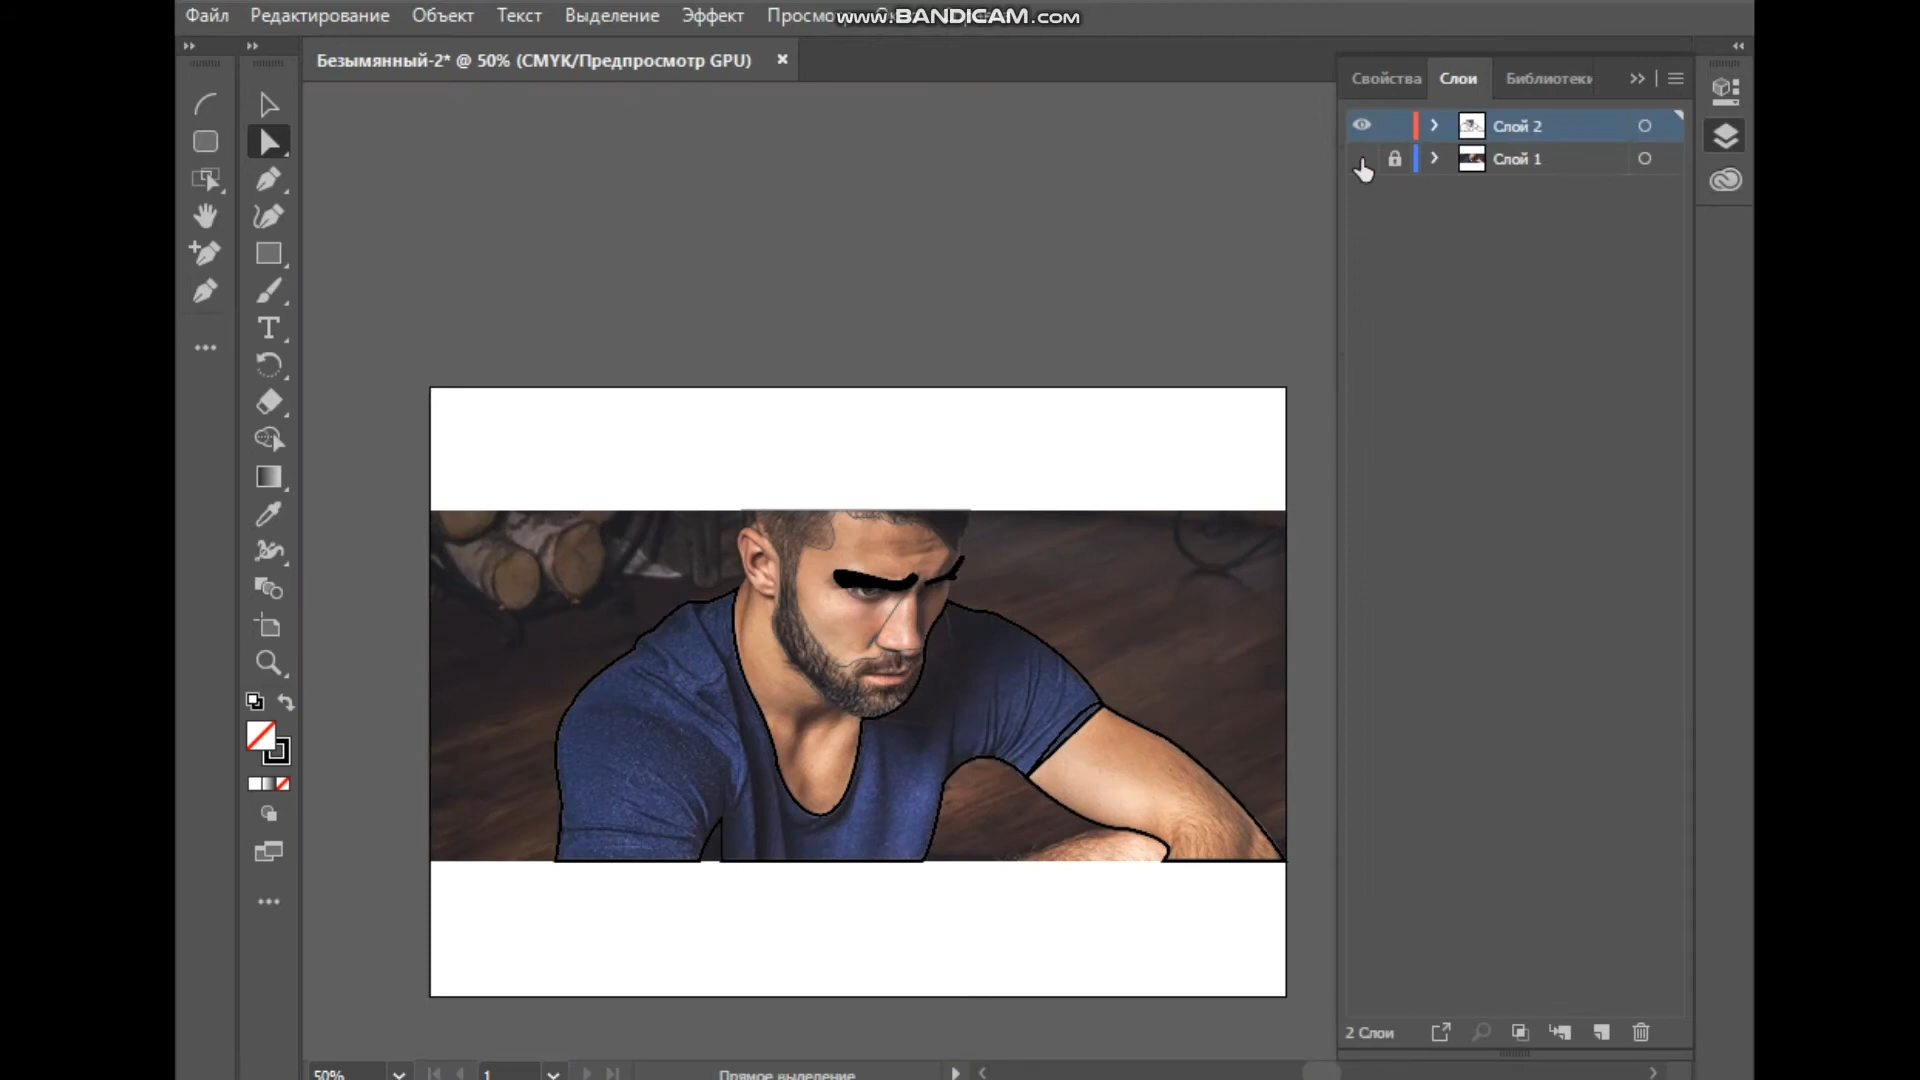 Файл Редактирование Объект Текст Выделение Эффект Просмо
www.BANDICAM.com
Безымянный-2* @ 50% (CMYK/Предпросмотр GPU) ×
Свойства Слои Библиотеки
Слой 2
Слой 1
2 Слои
50% 1 Прямое выделение